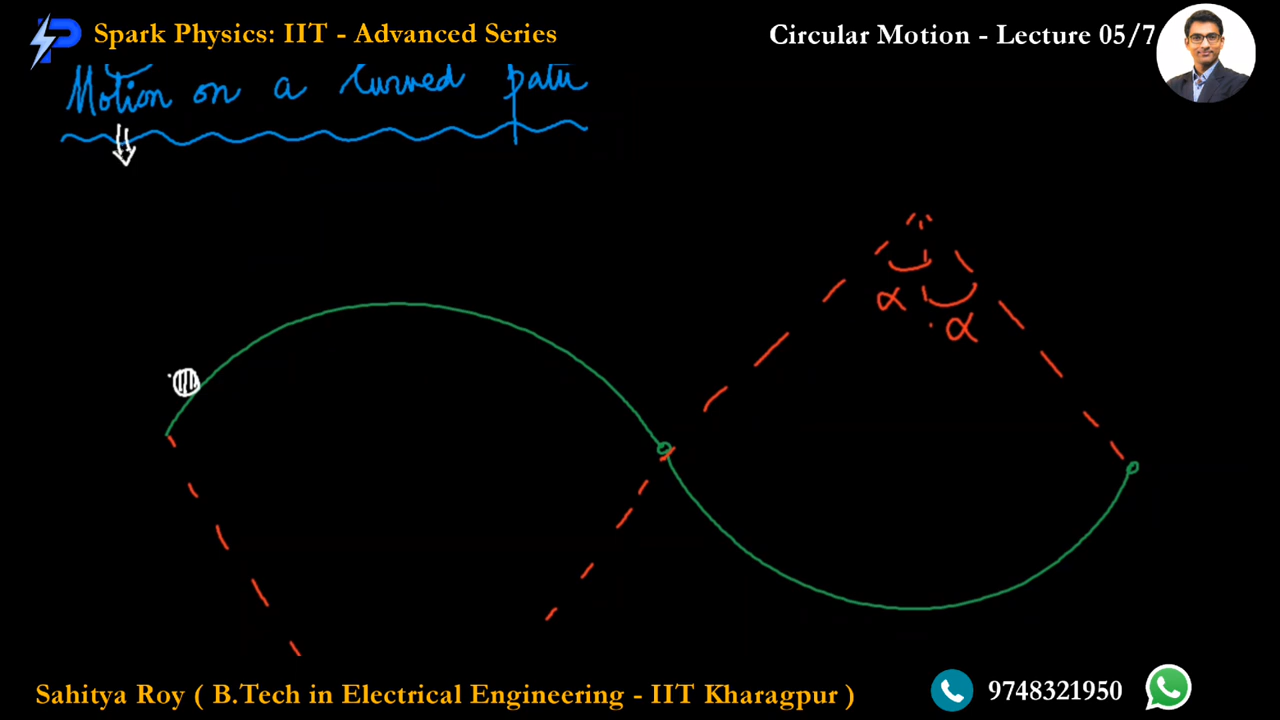 Spark Physics: IIT - Advanced Series
Circular Motion - Lecture 05/7
Motion on a Curved path
α
α
Sahitya Roy ( B.Tech in Electrical Engineering - IIT Kharagpur )
9748321950